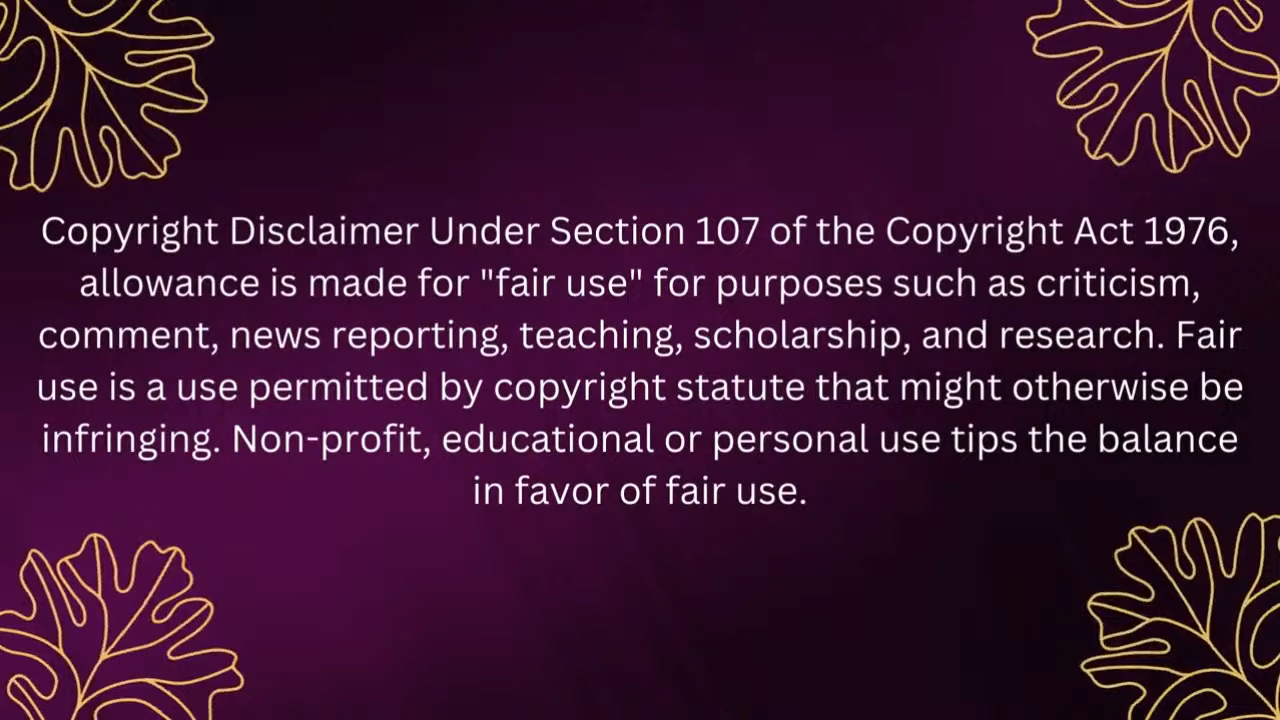 Copyright Disclaimer Under Section 107 of the Copyright Act 1976,
allowance is made for "fair use" for purposes such as criticism,
comment, news reporting, teaching, scholarship, and research. Fair
use is a use permitted by copyright statute that might otherwise be
infringing. Non-profit, educational or personal use tips the balance
in favor of fair use.